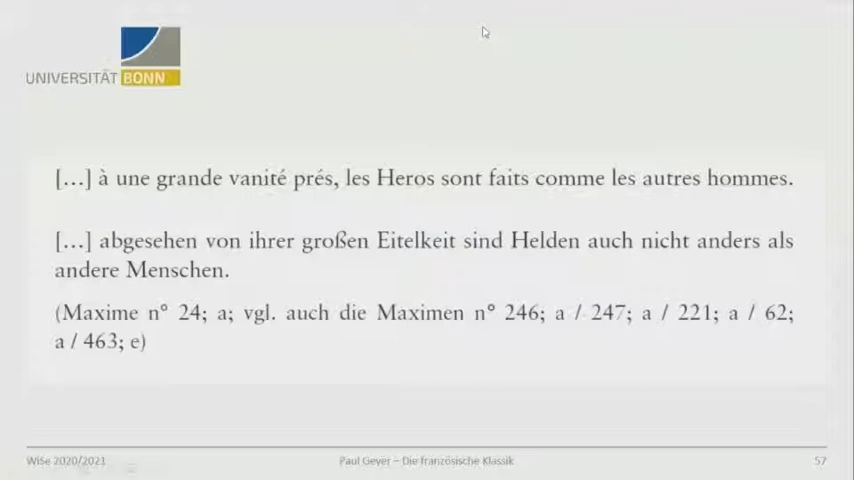 UNIVERSITÄT BONN
[…] à une grande vanité prés, les Heros sont faits comme les autres hommes.
[…] abgesehen von ihrer großen Eitelkeit sind Helden auch nicht anders als
andere Menschen.
(Maxime n° 24; a; vgl. auch die Maximen n° 246; a / 247; a / 221; a / 62;
a / 463; e)
WiSe 2020/2021
Paul Geyer – Die französische Klassik
57